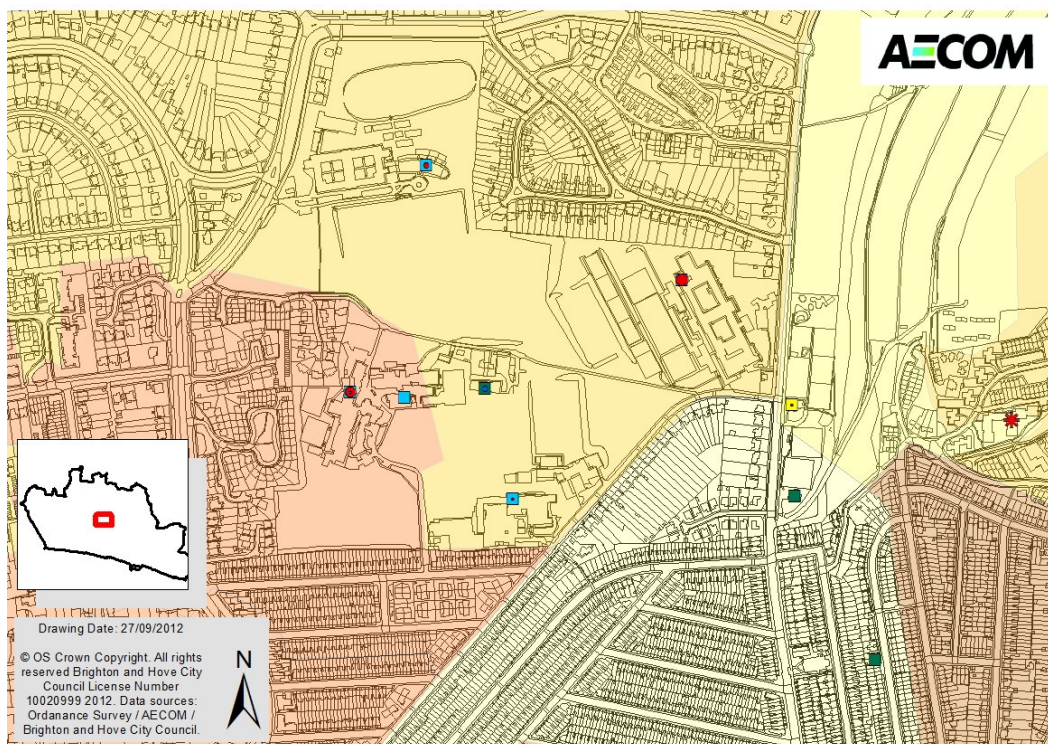 AECOM
Drawing Date: 27/09/2012
© OS Crown Copyright. All rights
reserved Brighton and Hove City
Council License Number
10020999 2012. Data sources:
Ordanance Survey / AECOM /
Brighton and Hove City Council.
N